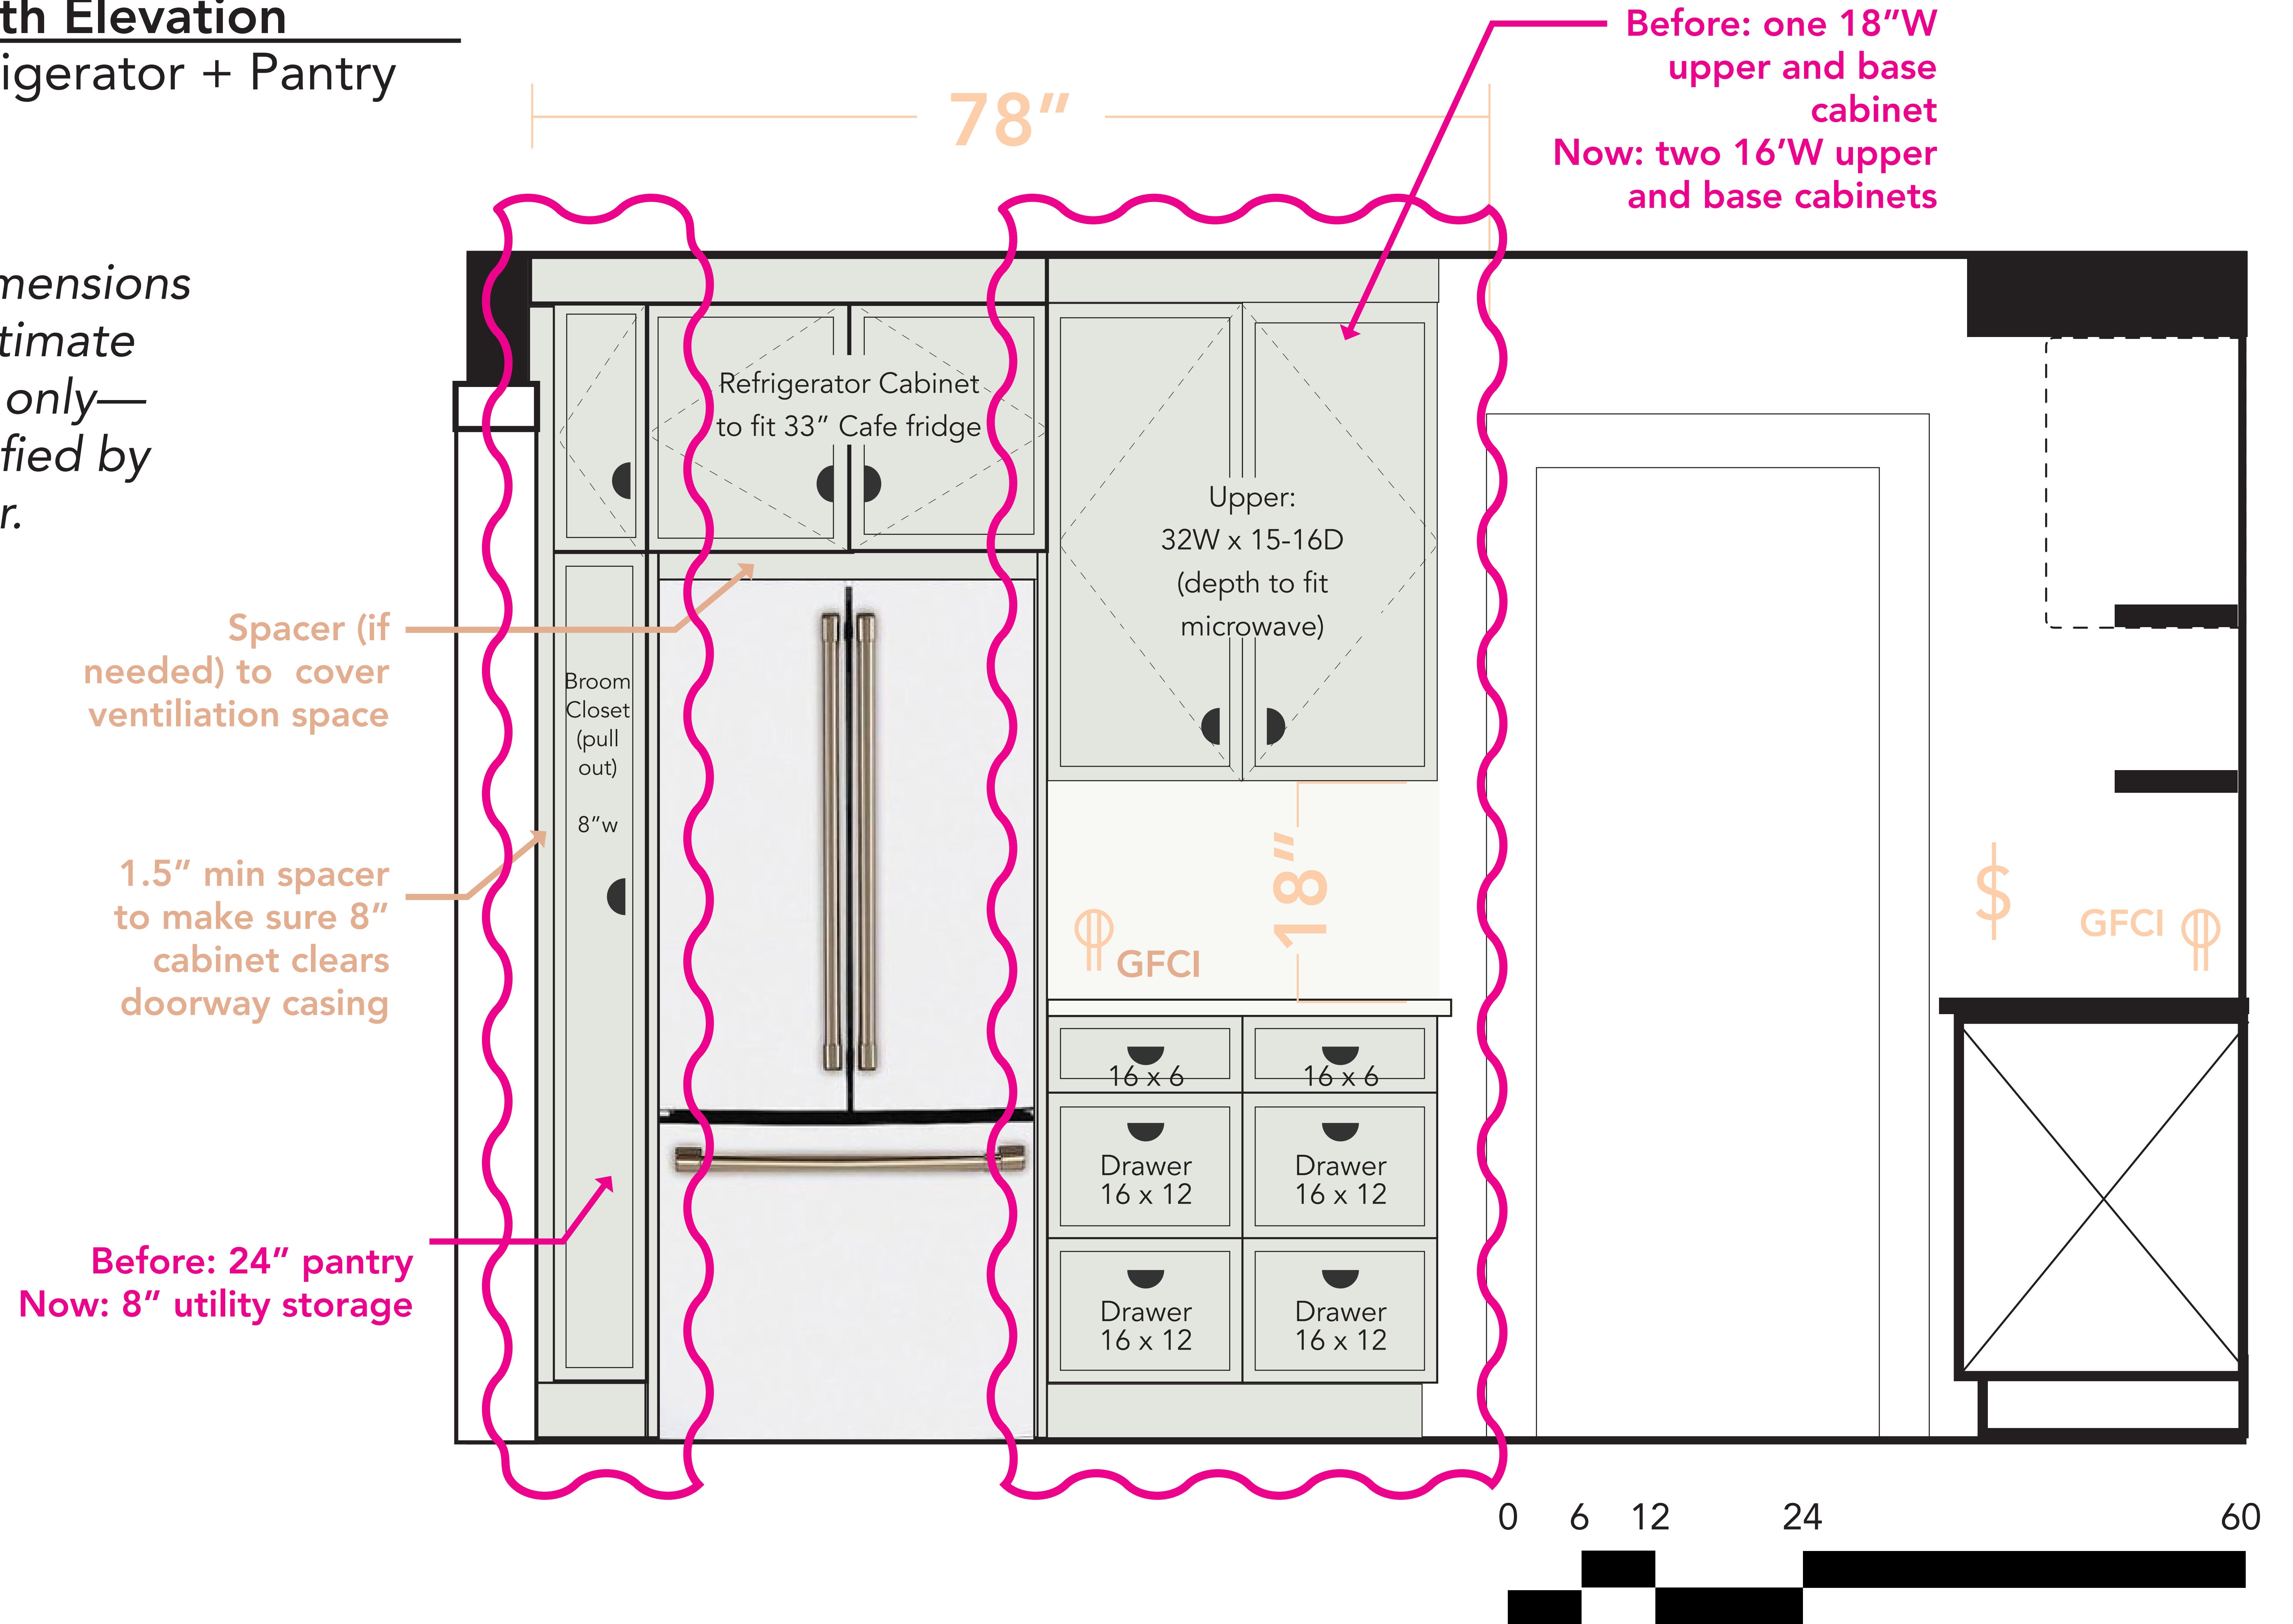 th Elevation
igerator + Pantry
mensions
timate
only—
fied by
r.
78”
Before: one 18”W
upper and base
cabinet
Now: two 16’W upper
and base cabinets
Refrigerator Cabinet
to fit 33” Cafe fridge
Upper:
32W x 15-16D
(depth to fit
microwave)
Spacer (if
needed) to  cover
ventiliation space
Broom
Closet
(pull
out)
8”w
1.5” min spacer
to make sure 8”
cabinet clears
doorway casing
18”
GFCI
$
GFCI
16 x 6
16 x 6
Drawer
16 x 12
Drawer
16 x 12
Drawer
16 x 12
Drawer
16 x 12
Before: 24” pantry
Now: 8” utility storage
0 6 12 24 60